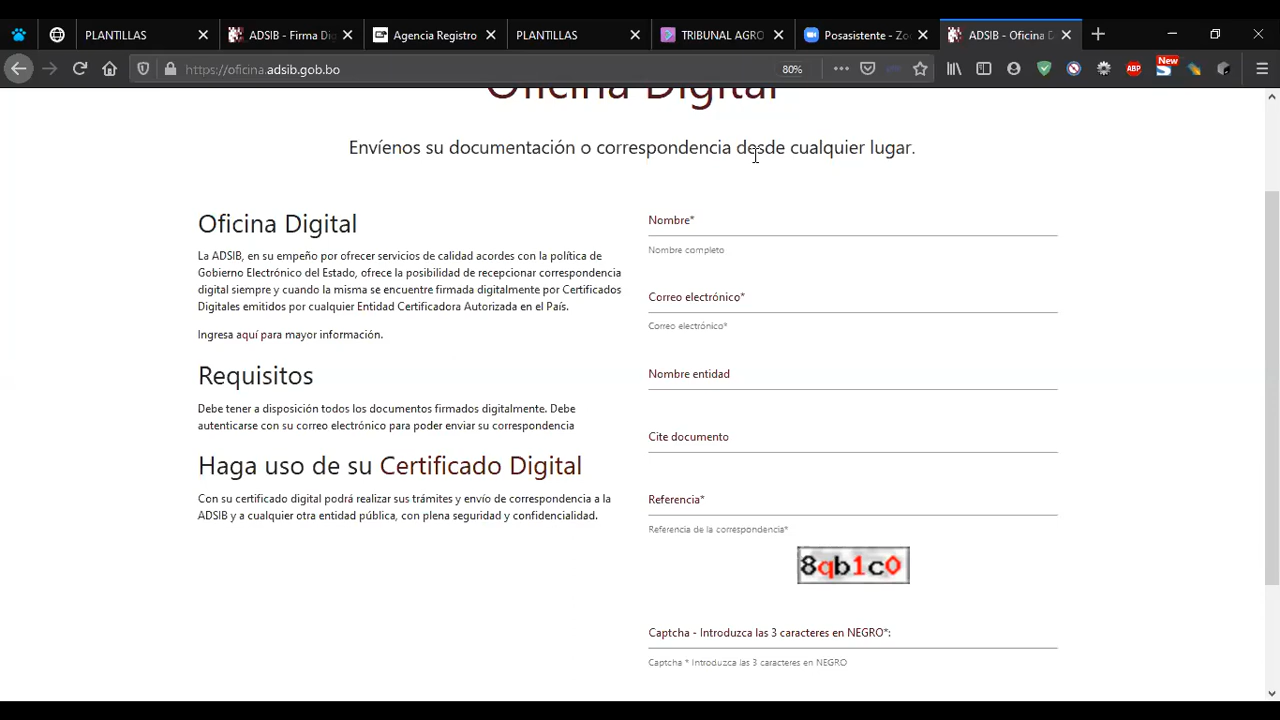 PLANTILLAS
ADSIB - Firma Di
Agencia Registro
PLANTILLAS
TRIBUNAL AGRO
Posasistente - Zoo
ADSIB - Oficina D
https://oficina.adsib.gob.bo
80%
ABP
New
Oficina Digital
Envíenos su documentación o correspondencia desde cualquier lugar.
Oficina Digital
La ADSIB, en su empeño por ofrecer servicios de calidad acordes con la política de
Gobierno Electrónico del Estado, ofrece la posibilidad de recepcionar correspondencia
digital siempre y cuando la misma se encuentre firmada digitalmente por Certificados
Digitales emitidos por cualquier Entidad Certificadora Autorizada en el País.
Ingresa aquí para mayor información.
Requisitos
Debe tener a disposición todos los documentos firmados digitalmente. Debe
autenticarse con su correo electrónico para poder enviar su correspondencia
Haga uso de su Certificado Digital
Con su certificado digital podrá realizar sus trámites y envío de correspondencia a la
ADSIB y a cualquier otra entidad pública, con plena seguridad y confidencialidad.
Nombre*
Nombre completo
Correo electrónico*
Correo electrónico*
Nombre entidad
Cite documento
Referencia*
Referencia de la correspondencia*
8qb1c0
Captcha - Introduzca las 3 caracteres en NEGRO*:
Captcha * Introduzca las 3 caracteres en NEGRO